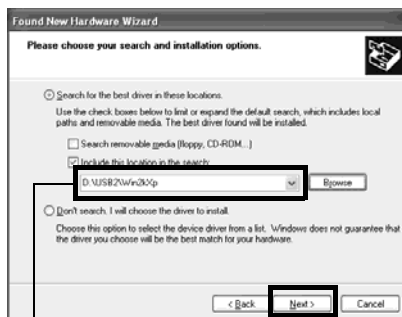 Found New Hardware Wizard
Please choose your search and installation options.
Search for the best driver in these locations.
Use the check boxes below to limit or expand the default search, which includes local
paths and removable media. The best driver found will be installed.
Search removable media (floppy, CD-ROM...)
Include this location in the search:
D:\USB2\Win2kXp
Browse
Don't search. I will choose the driver to install.
Choose this option to select the device driver from a list. Windows does not guarantee that
the driver you choose will be the best match for your hardware.
< Back
Next >
Cancel